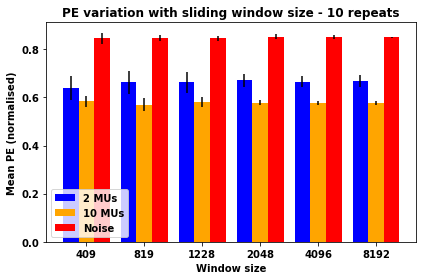 PE variation with sliding window size - 10 repeats
Mean PE (normalised)
0.8
0.6
0.4
0.2
0.0
2 MUs
10 MUs
Noise
409 819 1228 2048 4096 8192
Window size